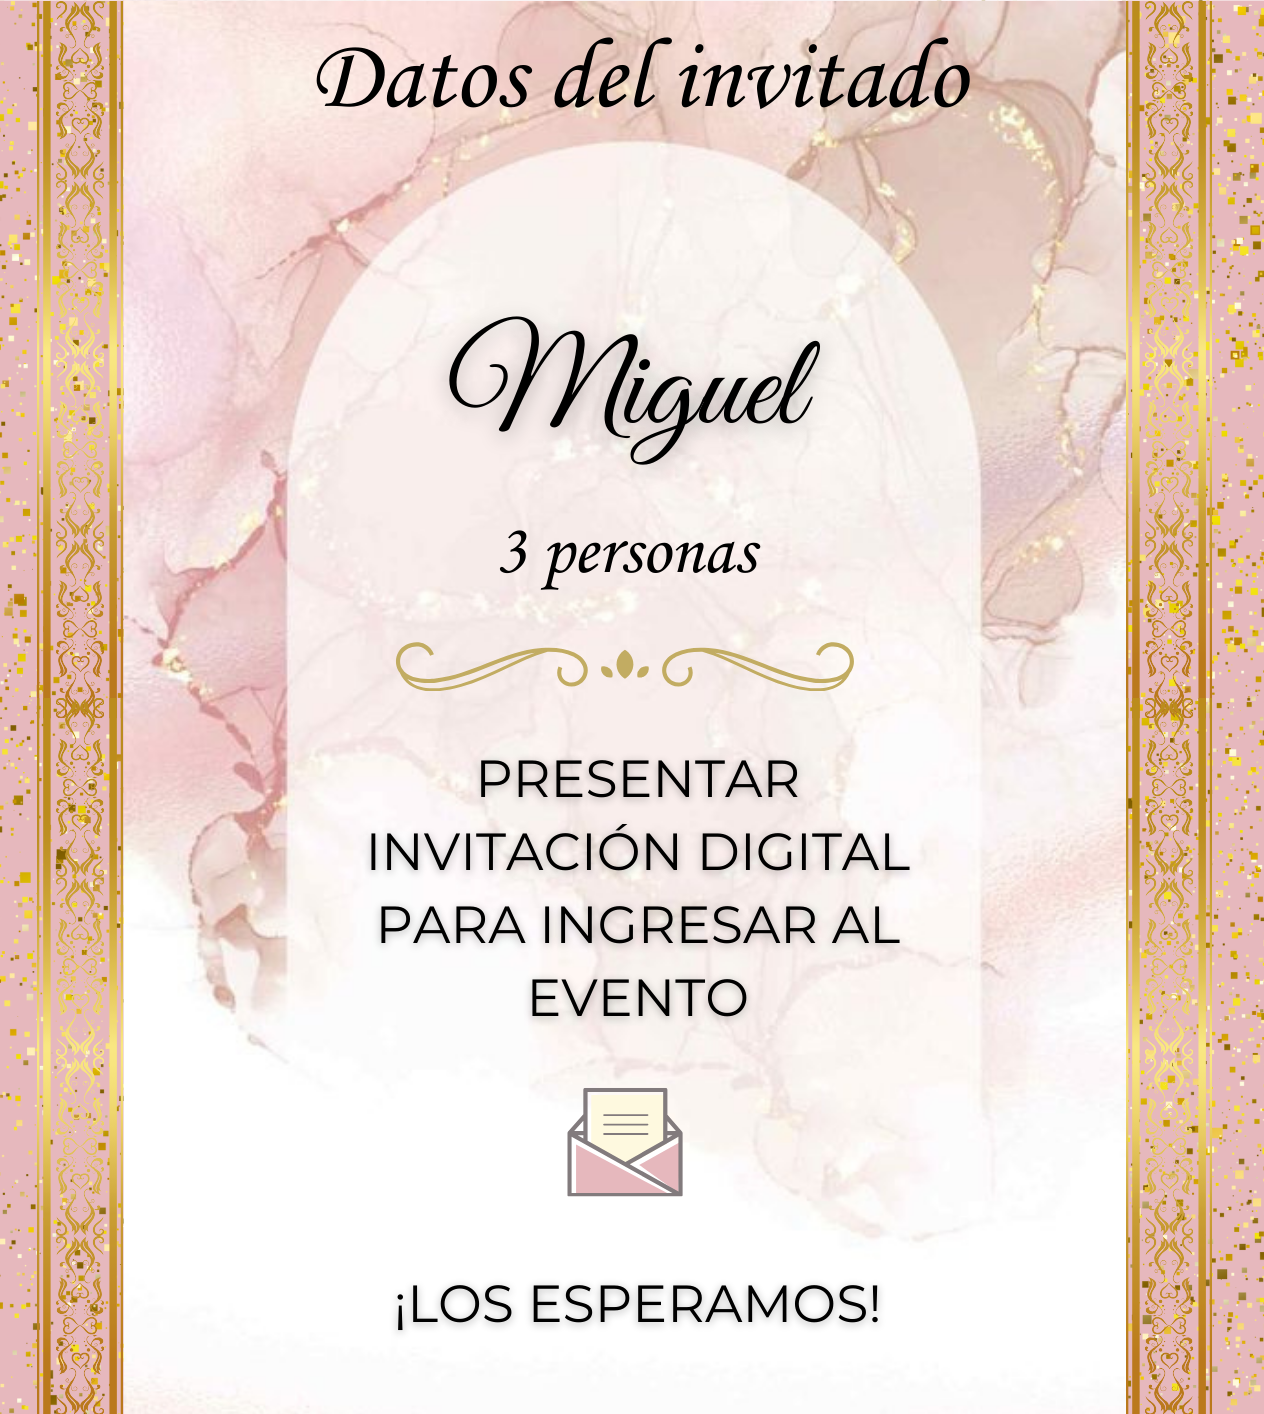 Datos del invitado
Miguel
3 personas
PRESENTAR
INVITACIÓN DIGITAL
PARA INGRESAR AL
EVENTO
¡LOS ESPERAMOS!